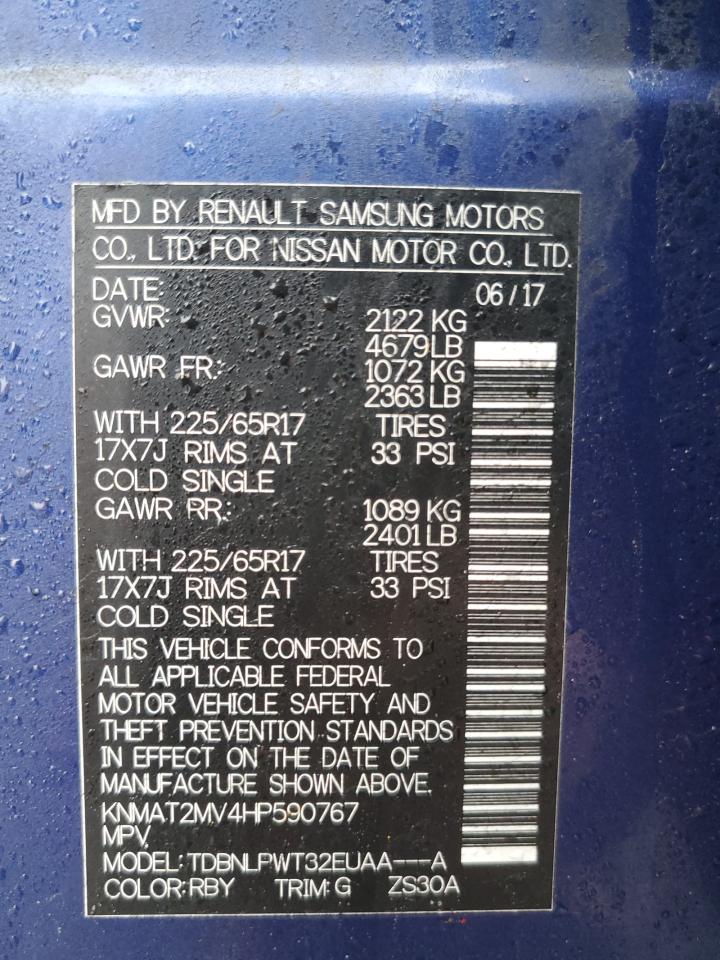 MFD BY RENAULT SAMSUNG MOTORS
CO., LTD. FOR NISSAN MOTOR CO., LTD.
DATE: 06/17
GVWR: 2122 KG
4679 LB
GAWR FR: 1072 KG
2363 LB
WITH 225/65R17 TIRES
17X7J RIMS AT 33 PSI
COLD SINGLE
GAWR RR: 1089 KG
2401 LB
WITH 225/65R17 TIRES
17X7J RIMS AT 33 PSI
COLD SINGLE
THIS VEHICLE CONFORMS TO
ALL APPLICABLE FEDERAL
MOTOR VEHICLE SAFETY AND
THEFT PREVENTION STANDARDS
IN EFFECT ON THE DATE OF
MANUFACTURE SHOWN ABOVE.
KNMAT2MV4HP590767
MPV
MODEL: TDBNLPWT32EUAA---A
COLOR: RBY TRIM: G ZS30A